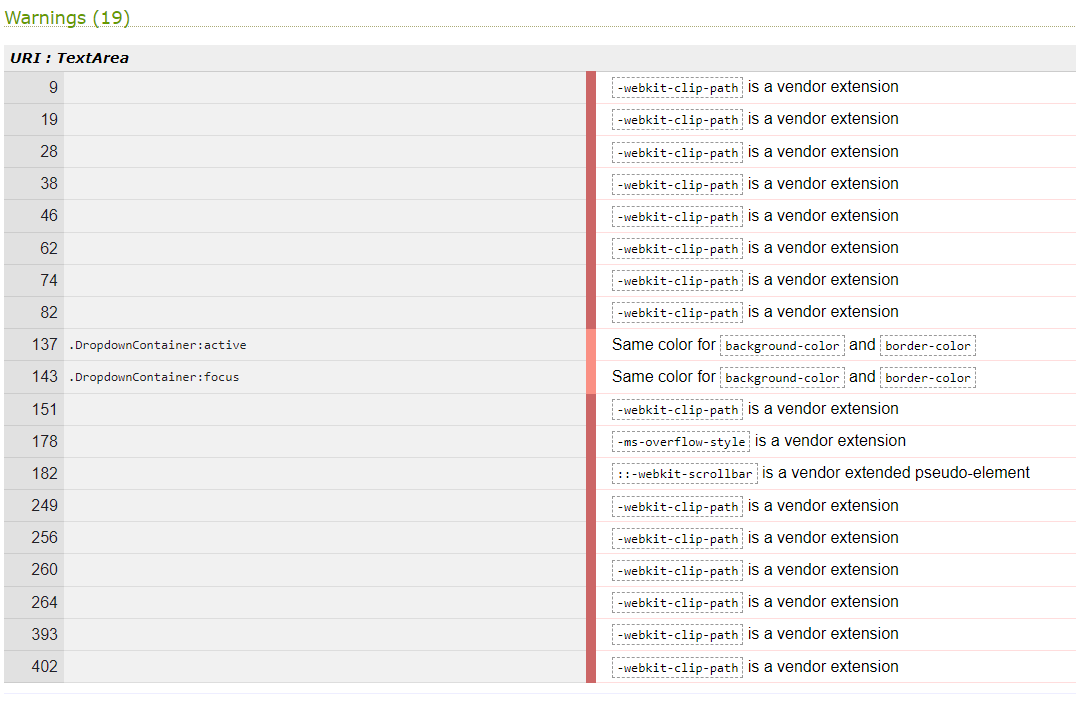 Warnings (19)
URI : TextArea
9 -webkit-clip-path is a vendor extension
19 -webkit-clip-path is a vendor extension
28 -webkit-clip-path is a vendor extension
38 -webkit-clip-path is a vendor extension
46 -webkit-clip-path is a vendor extension
62 -webkit-clip-path is a vendor extension
74 -webkit-clip-path is a vendor extension
82 -webkit-clip-path is a vendor extension
137 .DropdownContainer:active Same color for background-color and border-color
143 .DropdownContainer:focus Same color for background-color and border-color
151 -webkit-clip-path is a vendor extension
178 -ms-overflow-style is a vendor extension
182 ::-webkit-scrollbar is a vendor extended pseudo-element
249 -webkit-clip-path is a vendor extension
256 -webkit-clip-path is a vendor extension
260 -webkit-clip-path is a vendor extension
264 -webkit-clip-path is a vendor extension
393 -webkit-clip-path is a vendor extension
402 -webkit-clip-path is a vendor extension